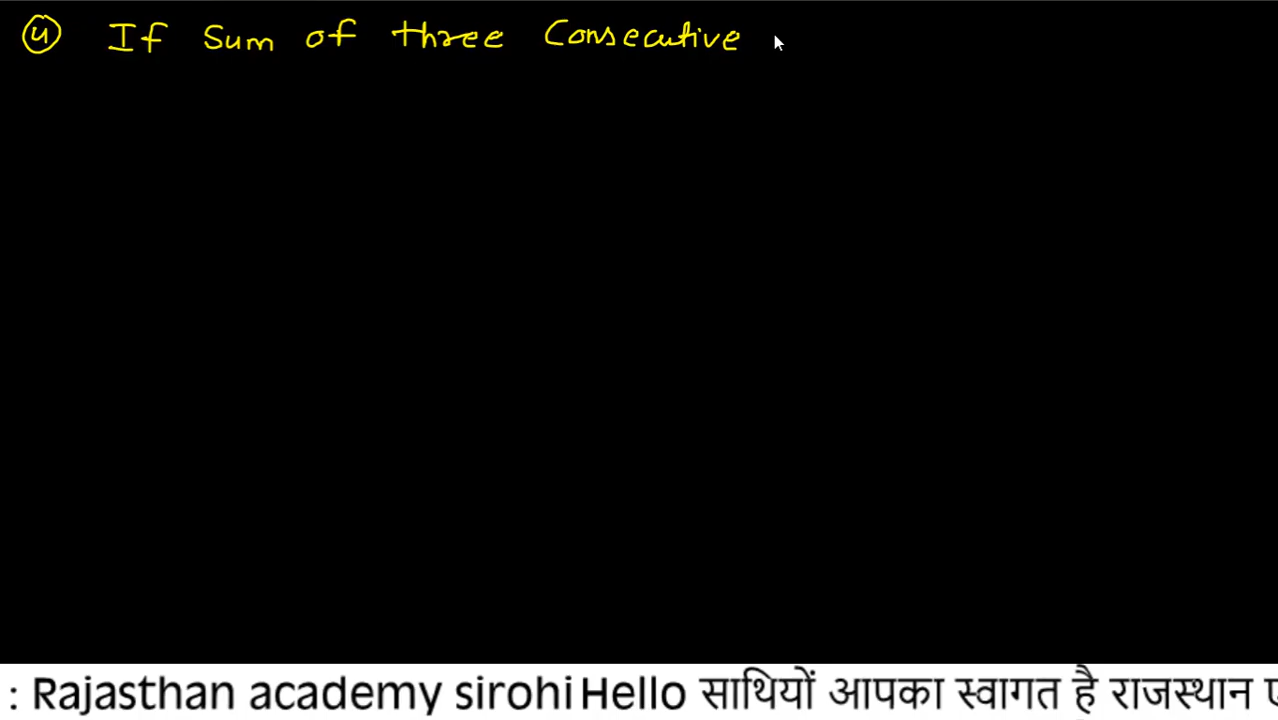 ④ If Sum of three Consecutive
: Rajasthan academy sirohi Hello साथियों आपका स्वागत है राजस्थान